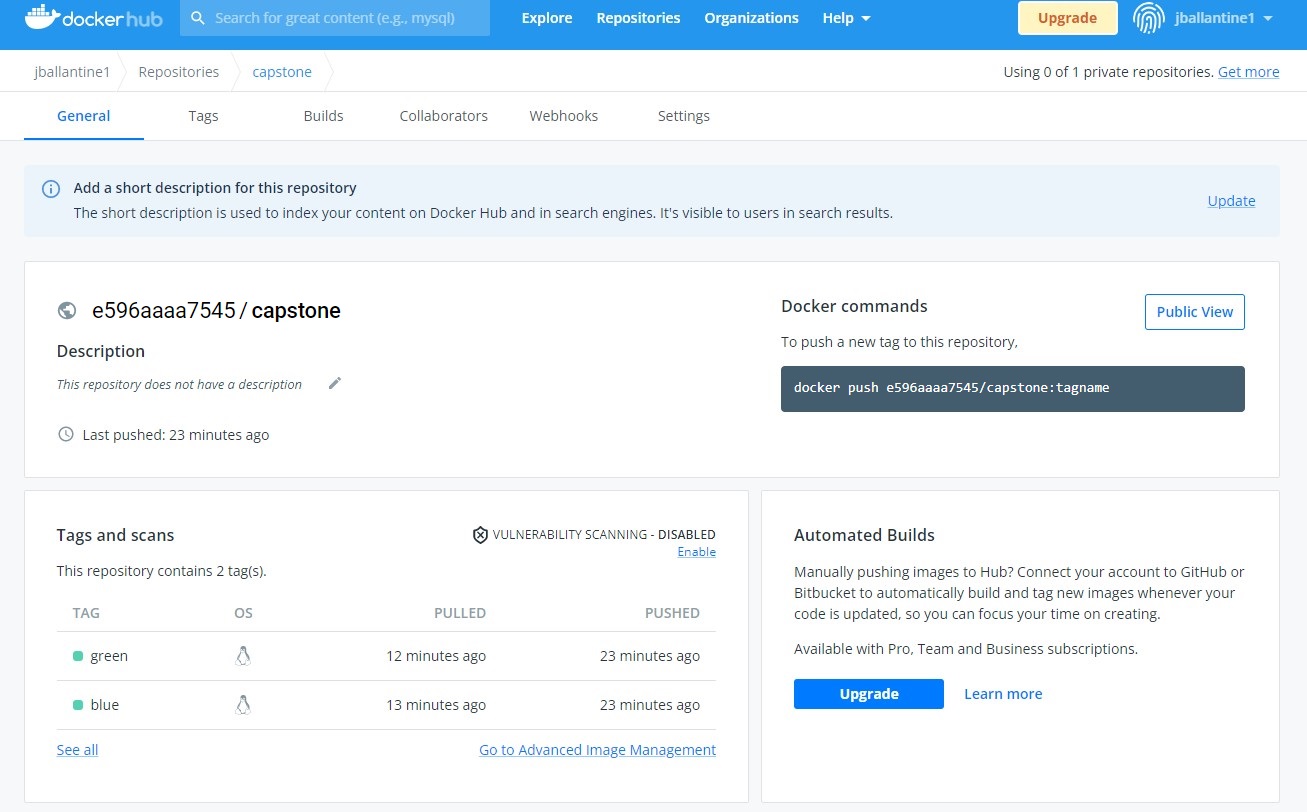 dockerhub
Search for great content (e.g., mysql)
Explore
Repositories
Organizations
Help
Upgrade
jballantine1
jballantine1
Repositories
capstone
Using 0 of 1 private repositories. Get more
General
Tags
Builds
Collaborators
Webhooks
Settings
Add a short description for this repository
The short description is used to index your content on Docker Hub and in search engines. It's visible to users in search results.
Update
e596aaaa7545 / capstone
Description
This repository does not have a description
Last pushed: 23 minutes ago
Docker commands
Public View
To push a new tag to this repository,
docker push e596aaaa7545/capstone:tagname
Tags and scans
VULNERABILITY SCANNING - DISABLED
Enable
This repository contains 2 tag(s).
TAG OS PULLED PUSHED
green 12 minutes ago 23 minutes ago
blue 13 minutes ago 23 minutes ago
See all
Go to Advanced Image Management
Automated Builds
Manually pushing images to Hub? Connect your account to GitHub or
Bitbucket to automatically build and tag new images whenever your
code is updated, so you can focus your time on creating.
Available with Pro, Team and Business subscriptions.
Upgrade
Learn more